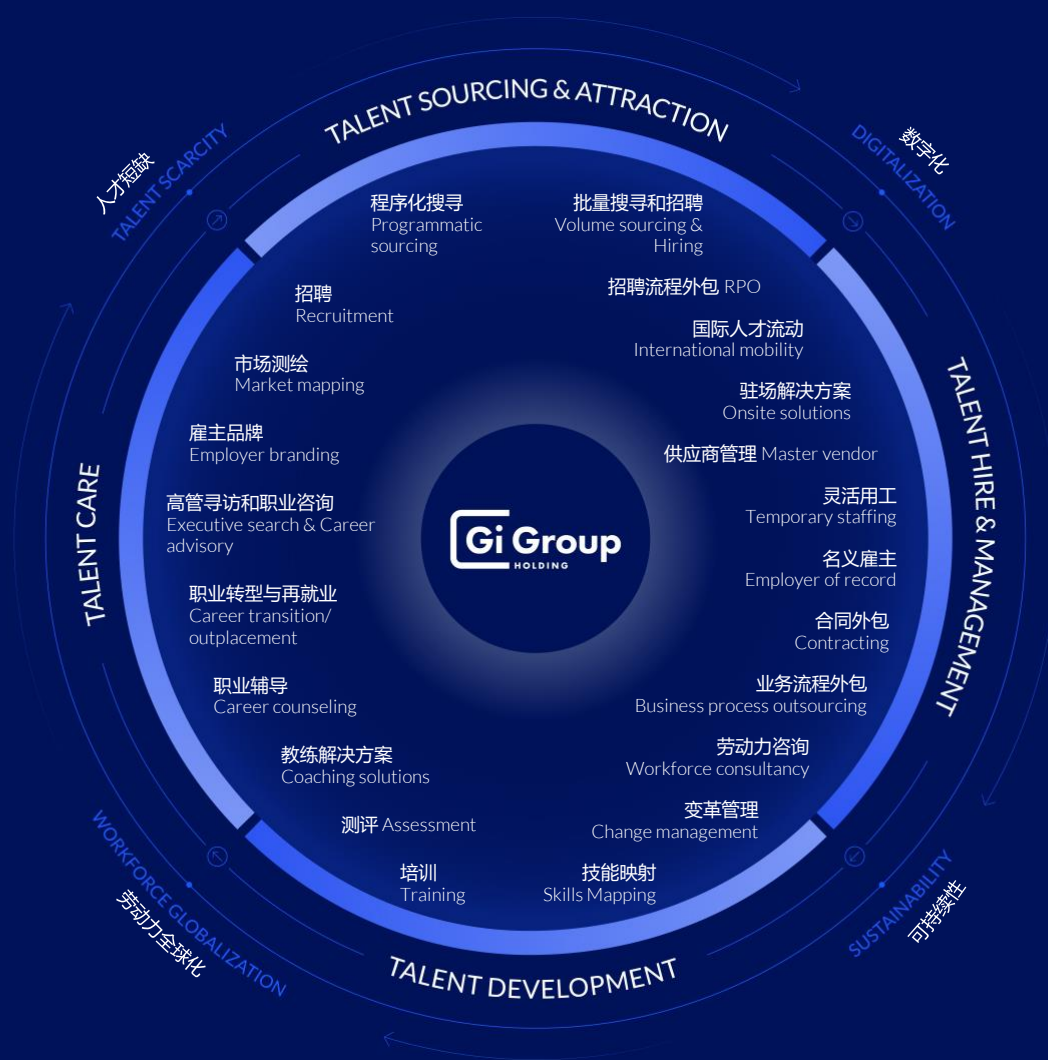 TALENT SOURCING & ATTRACTION
人才短缺
TALENT SCARCITY
数字化
DIGITALIZATION
程序化搜寻
Programmatic
sourcing
招聘
Recruitment
市场测绘
Market mapping
雇主品牌
Employer branding
高管寻访和职业咨询
Executive search & Career
advisory
职业转型与再就业
Career transition/
outplacement
职业辅导
Career counseling
教练解决方案
Coaching solutions
测评 Assessment
培训
Training
批量搜寻和招聘
Volume sourcing &
Hiring
招聘流程外包 RPO
国际人才流动
International mobility
驻场解决方案
Onsite solutions
供应商管理 Master vendor
灵活用工
Temporary staffing
名义雇主
Employer of record
合同外包
Contracting
业务流程外包
Business process outsourcing
劳动力咨询
Workforce consultancy
变革管理
Change management
技能映射
Skills Mapping
Gi Group
HOLDING
TALENT CARE
TALENT HIRE & MANAGEMENT
WORKFORCE GLOBALIZATION
劳动力全球化
SUSTAINABILITY
可持续性
TALENT DEVELOPMENT